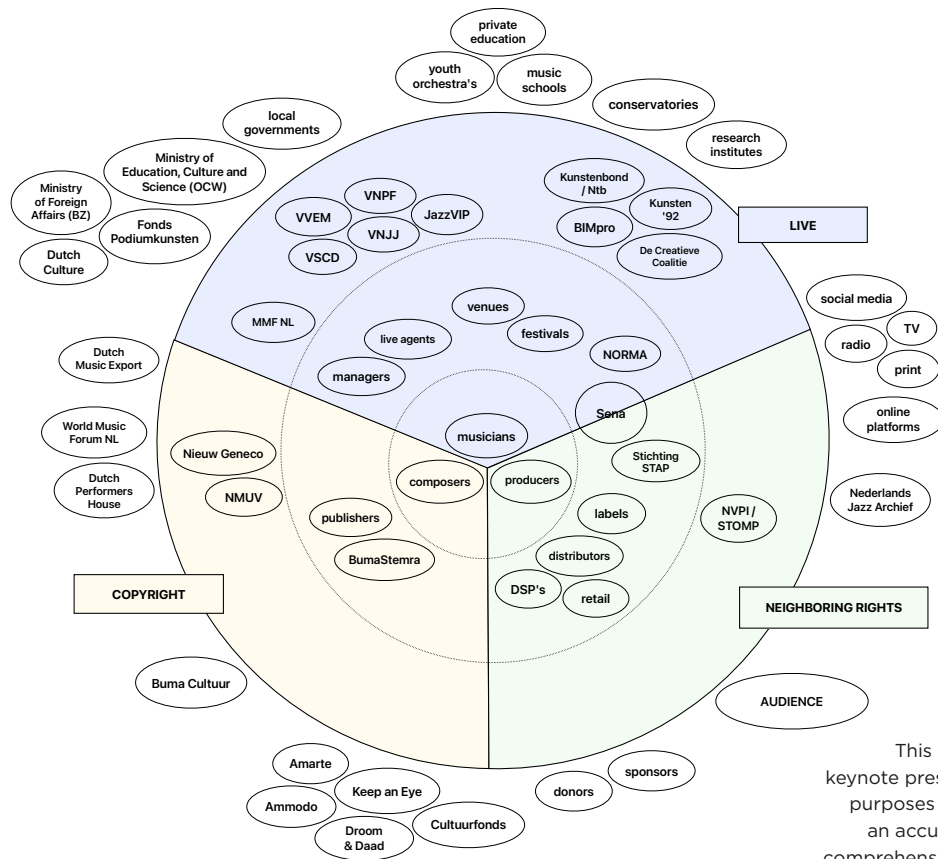 private
education
youth
orchestra's
music
schools
conservatories
local
governments
research
institutes
Ministry of
Education, Culture and
Science (OCW)
Ministry
of Foreign
Affairs (BZ)
Fonds
Podiumkunsten
Dutch
Culture
VNPF
VVEM
JazzVIP
VNJJ
VSCD
Kunstenbond
/ Ntb
Kunsten
'92
BIMpro
De Creatieve
Coalitie
LIVE
MMF NL
venues
live agents
festivals
managers
NORMA
social media
TV
radio
print
online
platforms
Dutch
Music Export
World Music
Forum NL
Dutch
Performers
House
Sena
musicians
Nieuw Geneco
NMUV
composers
producers
Stichting
STAP
publishers
BumaStemra
labels
distributors
DSP's
retail
NVPI /
STOMP
Nederlands
Jazz Archief
COPYRIGHT
NEIGHBORING RIGHTS
Buma Cultuur
AUDIENCE
Amarte
Keep an Eye
Ammodo
Droom
& Daad
Cultuurfonds
donors
sponsors
This
keynote pres
purposes
an accu
comprehens